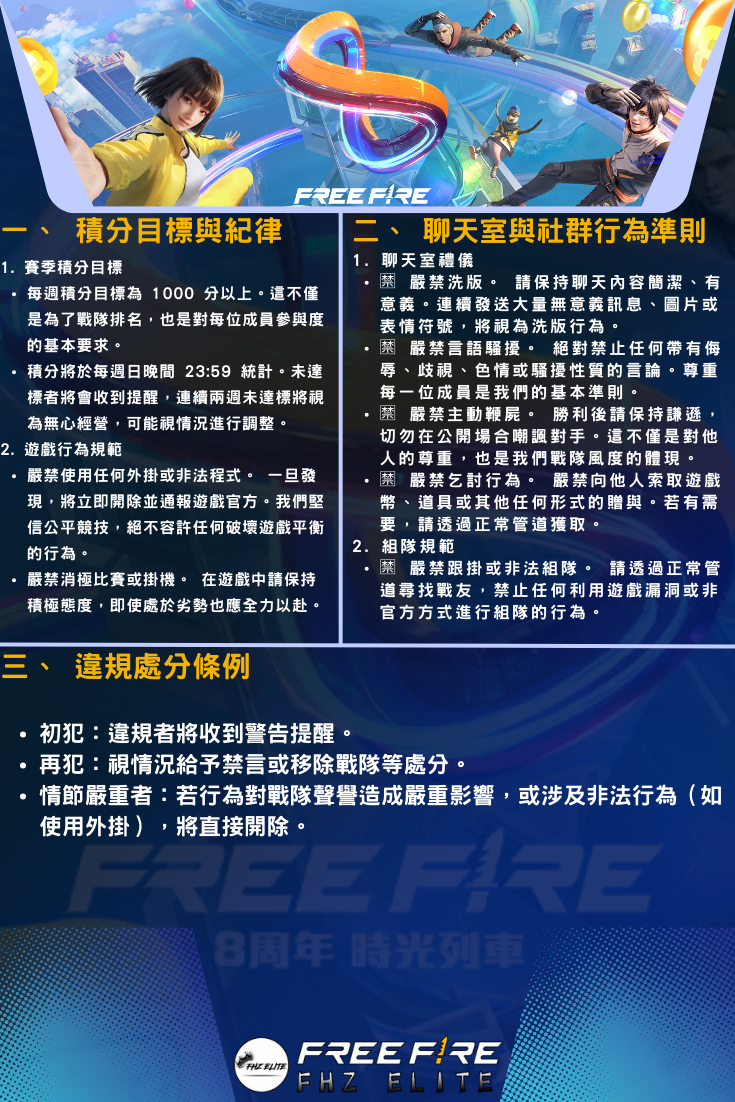 FREE FIRE
一、 積分目標與紀律
1. 賽季積分目標
• 每週積分目標為 1000 分以上。這不僅
是為了戰隊排名，也是對每位成員參與度
的基本要求。
• 積分將於每週日晚間 23:59 統計。未達
標者將會收到提醒，連續兩週未達標將視
為無心經營，可能視情況進行調整。
2. 遊戲行為規範
• 嚴禁使用任何外掛或非法程式。 一旦發
現，將立即開除並通報遊戲官方。我們堅
信公平競技，絕不容許任何破壞遊戲平衡
的行為。
• 嚴禁消極比賽或掛機。 在遊戲中請保持
積極態度，即使處於劣勢也應全力以赴。
二、 聊天室與社群行為準則
1. 聊天室禮儀
• 🈲 嚴禁洗版。 請保持聊天內容簡潔、有
意義。連續發送大量無意義訊息、圖片或
表情符號，將視為洗版行為。
• 🈲 嚴禁言語騷擾。 絕對禁止任何帶有侮
辱、歧視、色情或騷擾性質的言論。尊重
每一位成員是我們的基本準則。
• 🈲 嚴禁主動鞭屍。 勝利後請保持謙遜，
切勿在公開場合嘲諷對手。這不僅是對他
人的尊重，也是我們戰隊風度的體現。
• 🈲 嚴禁乞討行為。 嚴禁向他人索取遊戲
幣、道具或其他任何形式的贈與。若有需
要，請透過正常管道獲取。
2. 組隊規範
• 🈲 嚴禁跟掛或非法組隊。 請透過正常管
道尋找戰友，禁止任何利用遊戲漏洞或非
官方方式進行組隊的行為。
三、 違規處分條例
• 初犯：違規者將收到警告提醒。
• 再犯：視情況給予禁言或移除戰隊等處分。
• 情節嚴重者：若行為對戰隊聲譽造成嚴重影響，或涉及非法行為（如
使用外掛），將直接開除。
FREE FIRE
8周年 時光列車
FHZ ELITE
FREE FIRE
FHZ ELITE